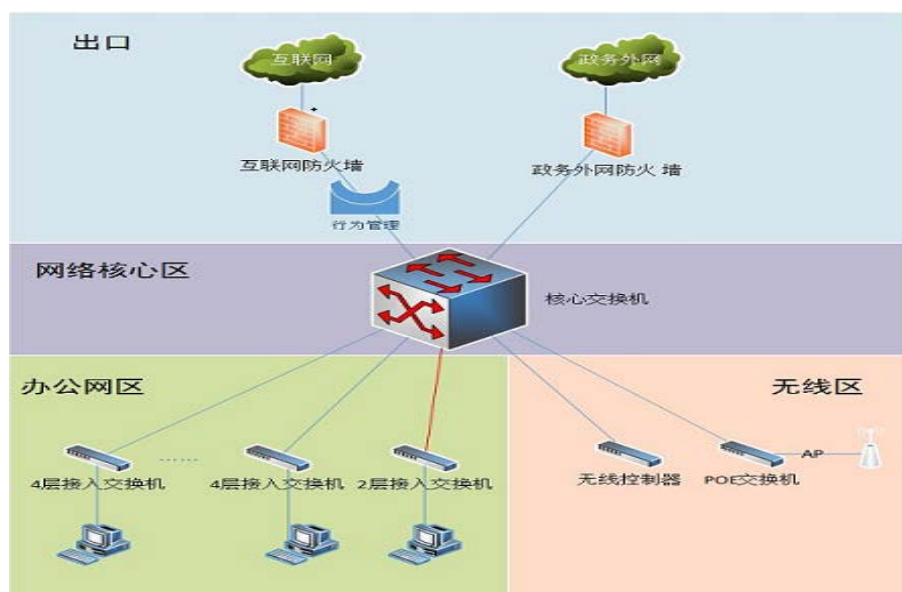 出口
互联网
政务外网
互联网防火墙
政务外网防火 墙
行为管理
网络核心区
核心交换机
办公网区
无线区
4层接入交换机
......
4层接入交换机
2层接入交换机
无线控制器
POE交换机
AP